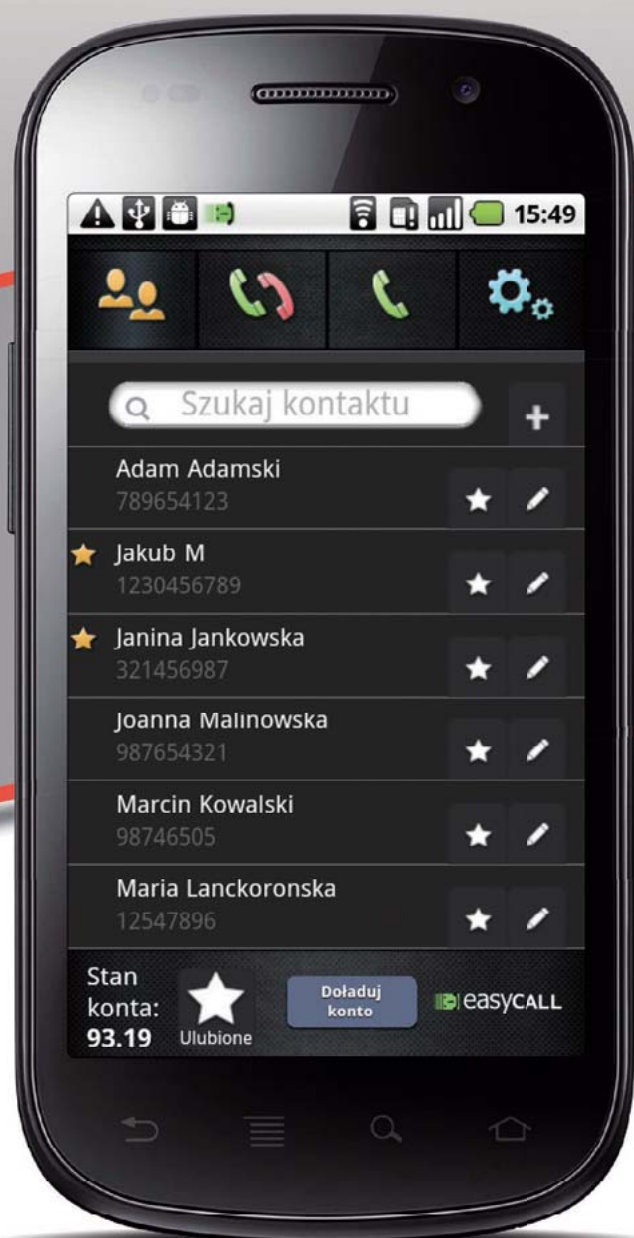 15:49
Szukaj kontaktu
Adam Adamski
789654123
Jakub M
1230456789
Janina Jankowska
321456987
Joanna Malinowska
987654321
Marcin Kowalski
98746505
Maria Lanckoronska
12547896
Stan
konta:
93.19
Ulubione
Doładuj
konto
easyCALL